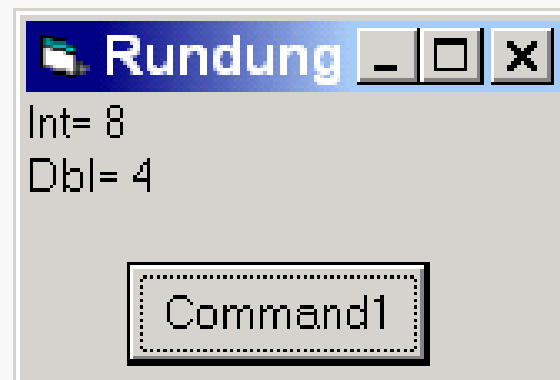 Rundung
Int= 8
Dbl= 4
Command1